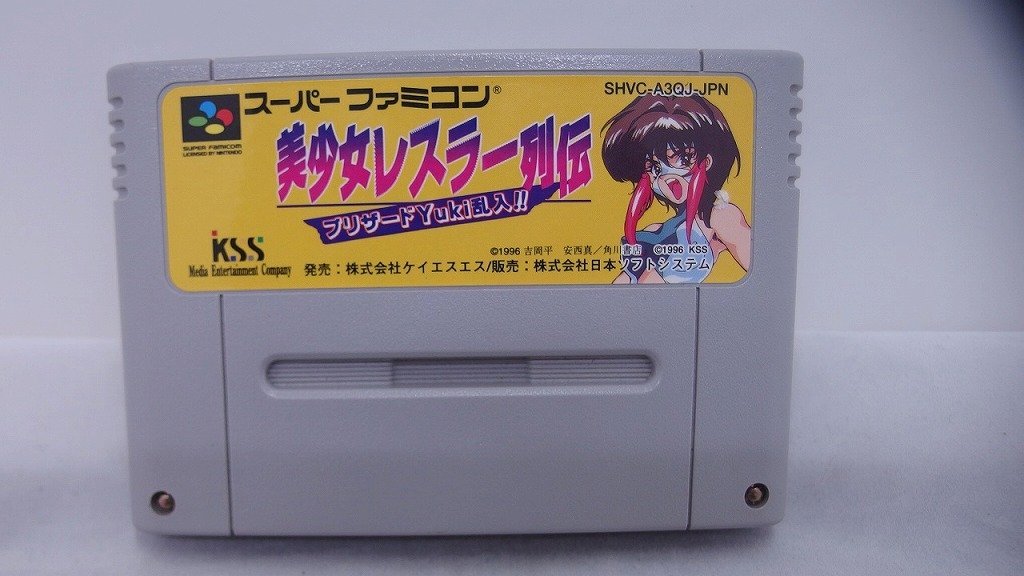 スーパーファミコン®
SHVC-A3QJ-JPN
SUPER FAMICOM
LICENSED BY NINTENDO
美少女レスラー列伝
ブリザードYuki乱入!!
K.S.S
Media Entertainment Company
©1996 吉岡平 安西真/角川書店 ©1996 KSS
発売:株式会社ケイエスエス/販売:株式会社日本ソフトシステム